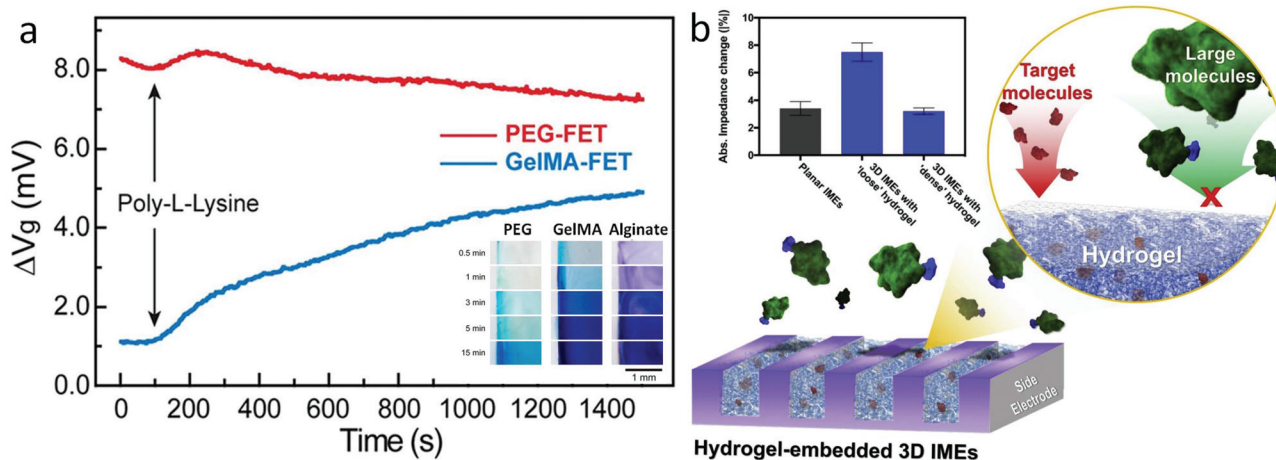 a
ΔVg (mV)
8.0
6.0
4.0
2.0
0.0
Poly-L-Lysine
PEG-FET
GelMA-FET
PEG GelMA Alginate
0.5 min
1 min
3 min
5 min
15 min
1 mm
0 200 400 600 800 1000 1200 1400
Time (s)
b
Abs. Impedance change (|%|)
10
8
6
4
2
0
Planar IMEs
3D IMEs with
'loose' hydrogel
3D IMEs with
'dense' hydrogel
Target
molecules
Large
molecules
X
Hydrogel
Side
Electrode
Hydrogel-embedded 3D IMEs